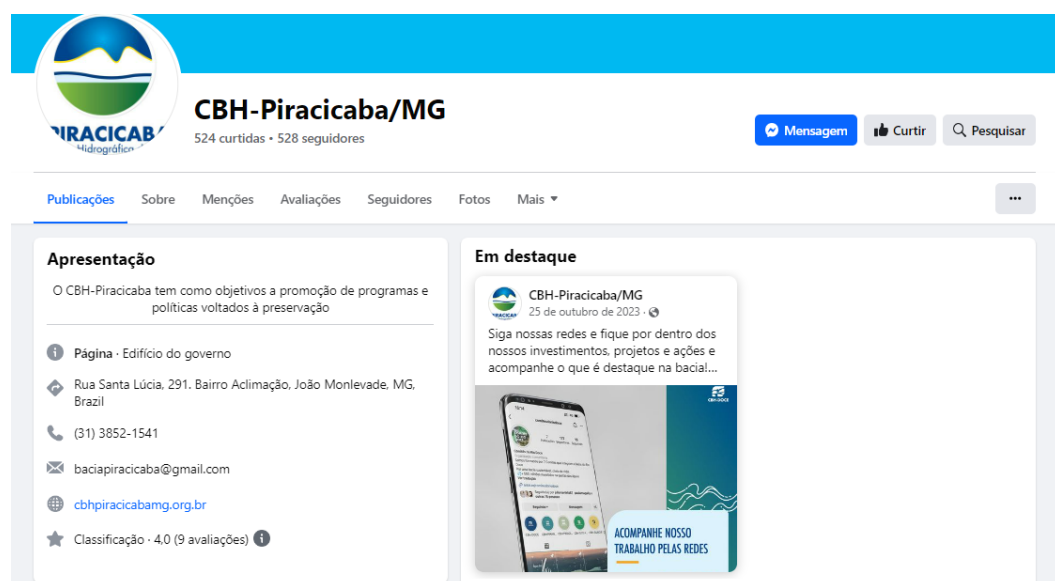 PIRACICABA
Hidrográfica
CBH-Piracicaba/MG
524 curtidas • 528 seguidores
Mensagem
Curtir
Pesquisar
Publicações
Sobre
Menções
Avaliações
Seguidores
Fotos
Mais
Apresentação
O CBH-Piracicaba tem como objetivos a promoção de programas e
políticas voltados à preservação
Página · Edifício do governo
Rua Santa Lúcia, 291. Bairro Aclimação, João Monlevade, MG,
Brazil
(31) 3852-1541
baciapiracicaba@gmail.com
cbhpiracicabamg.org.br
Classificação · 4,0 (9 avaliações)
Em destaque
CBH-Piracicaba/MG
25 de outubro de 2023 ·
Siga nossas redes e fique por dentro dos
nossos investimentos, projetos e ações e
acompanhe o que é destaque na bacia!...
CBH-DOCE
ACOMPANHE NOSSO
TRABALHO PELAS REDES